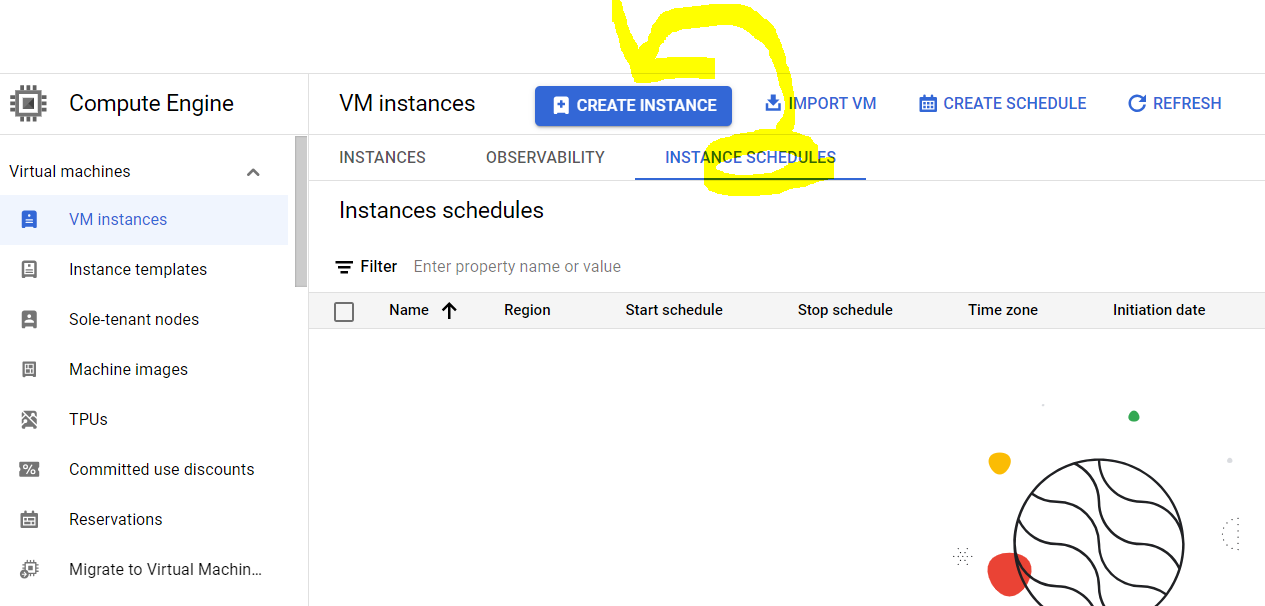 Compute Engine
VM instances
CREATE INSTANCE
IMPORT VM
CREATE SCHEDULE
REFRESH
Virtual machines
VM instances
Instance templates
Sole-tenant nodes
Machine images
TPUs
Committed use discounts
Reservations
Migrate to Virtual Machin...
INSTANCES
OBSERVABILITY
INSTANCE SCHEDULES
Instances schedules
Filter Enter property name or value
Name Region Start schedule Stop schedule Time zone Initiation date